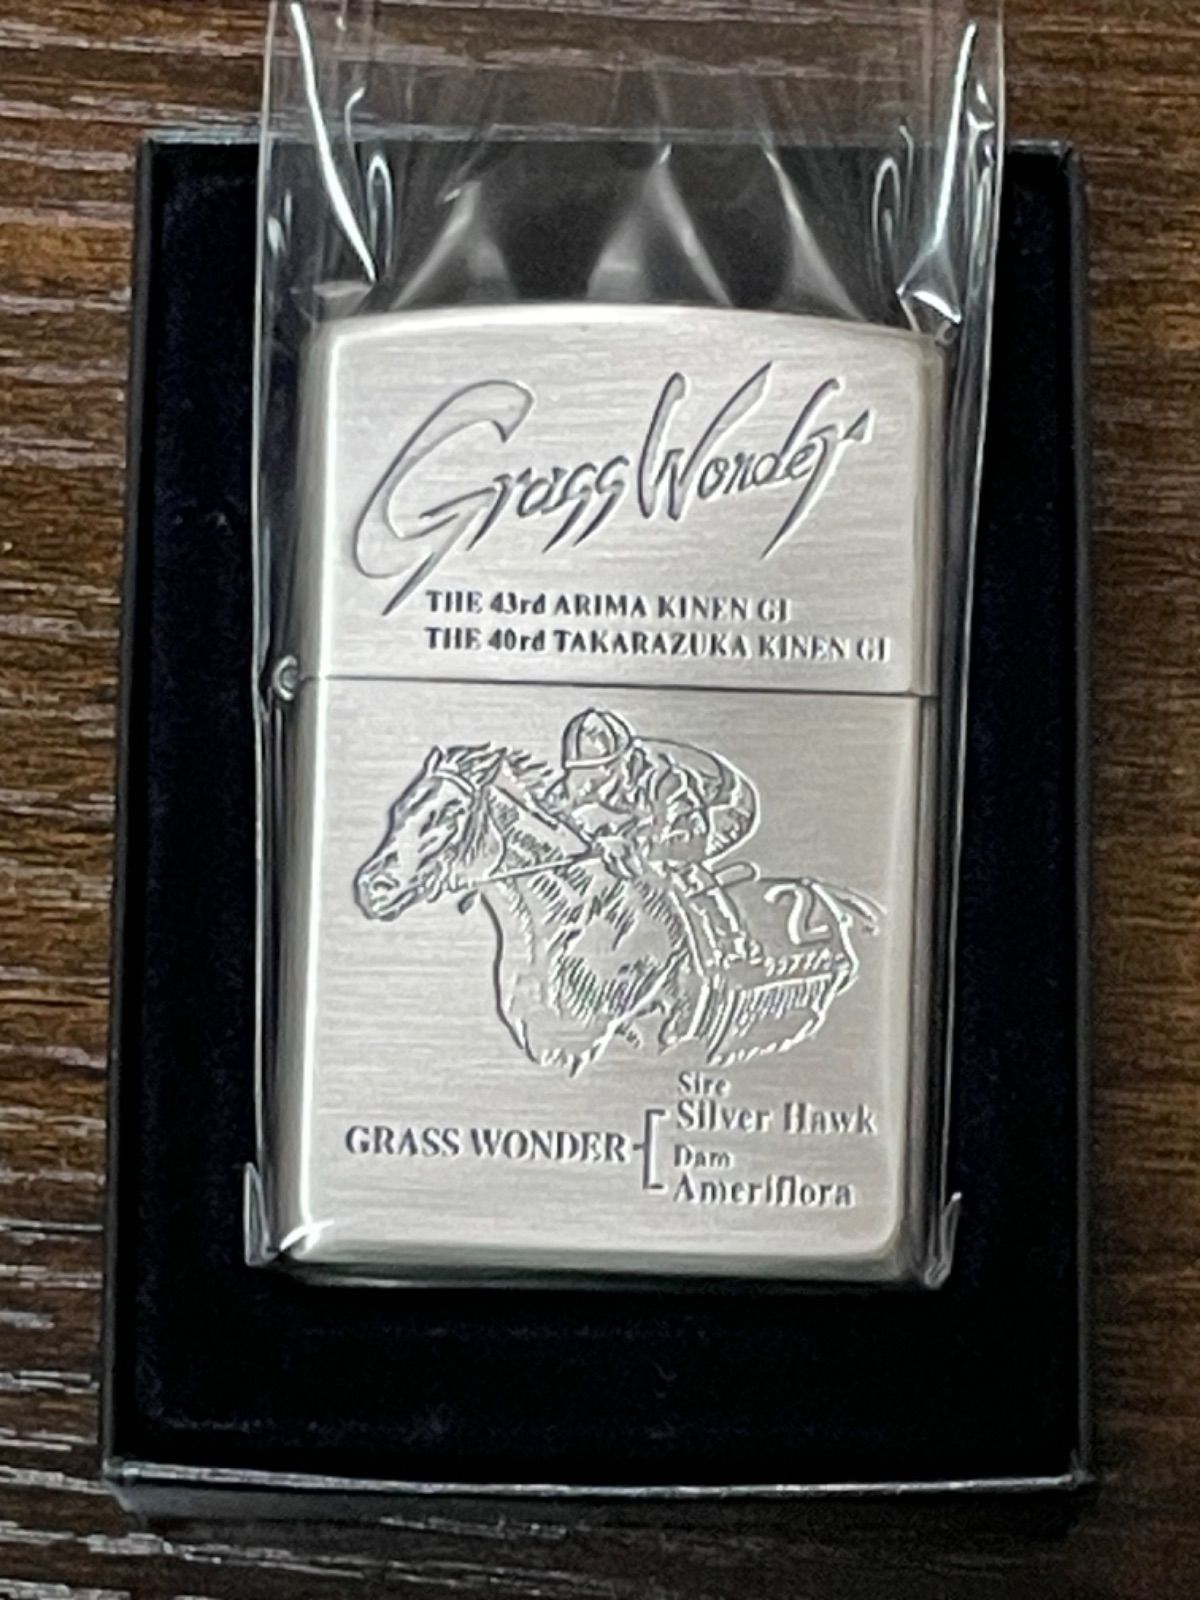 Grass Wonder
THE 43rd ARIMA KINEN GI
THE 40rd TAKARAZUKA KINEN GI
2
Sire
Silver Hawk
GRASS WONDER
Dam
Ameriflora